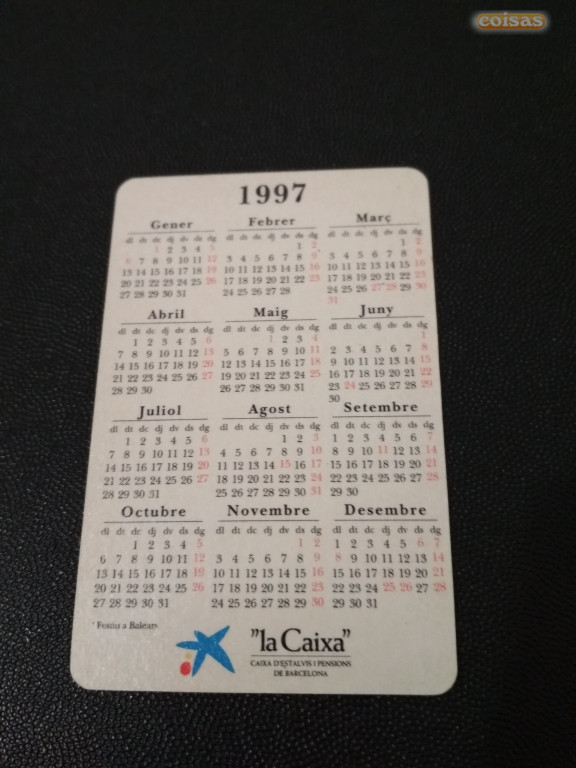 coisas
1997
Gener
dl dt dc dj dv ds dg
1 2 3 4 5
6 7 8 9 10 11 12
13 14 15 16 17 18 19
20 21 22 23 24 25 26
27 28 29 30 31
Febrer
dl dt dc dj dv ds dg
1 2
3 4 5 6 7 8 9
10 11 12 13 14 15 16
17 18 19 20 21 22 23
24 25 26 27 28
Març
dl dt dc dj dv ds dg
1 2
3 4 5 6 7 8 9
10 11 12 13 14 15 16
17 18 19 20 21 22 23
24 25 26 27* 28 29 30
31
Abril
dl dt dc dj dv ds dg
1 2 3 4 5 6
7 8 9 10 11 12 13
14 15 16 17 18 19 20
21 22 23 24 25 26 27
28 29 30
Maig
dl dt dc dj dv ds dg
1 2 3 4
5 6 7 8 9 10 11
12 13 14 15 16 17 18
19 20 21 22 23 24 25
26 27 28 29 30 31
Juny
dl dt dc dj dv ds dg
1
2 3 4 5 6 7 8
9 10 11 12 13 14 15
16 17 18 19 20 21 22
23 24 25 26 27 28 29
30
Juliol
dl dt dc dj dv ds dg
1 2 3 4 5 6
7 8 9 10 11 12 13
14 15 16 17 18 19 20
21 22 23 24 25 26 27
28 29 30 31
Agost
dl dt dc dj dv ds dg
1 2 3
4 5 6 7 8 9 10
11 12 13 14 15 16 17
18 19 20 21 22 23 24
25 26 27 28 29 30 31
Setembre
dl dt dc dj dv ds dg
1 2 3 4 5 6 7
8 9 10 11 12 13 14
15 16 17 18 19 20 21
22 23 24 25 26 27 28
29 30
Octubre
dl dt dc dj dv ds dg
1 2 3 4 5
6 7 8 9 10 11 12
13 14 15 16 17 18 19
20 21 22 23 24 25 26
27 28 29 30 31
Novembre
dl dt dc dj dv ds dg
1 2
3 4 5 6 7 8 9
10 11 12 13 14 15 16
17 18 19 20 21 22 23
24 25 26 27 28 29 30
Desembre
dl dt dc dj dv ds dg
1 2 3 4 5 6 7
8 9 10 11 12 13 14
15 16 17 18 19 20 21
22 23 24 25 26 27 28
29 30 31
* Festiu a Balears
"la Caixa"
CAIXA D'ESTALVIS I PENSIONS
DE BARCELONA